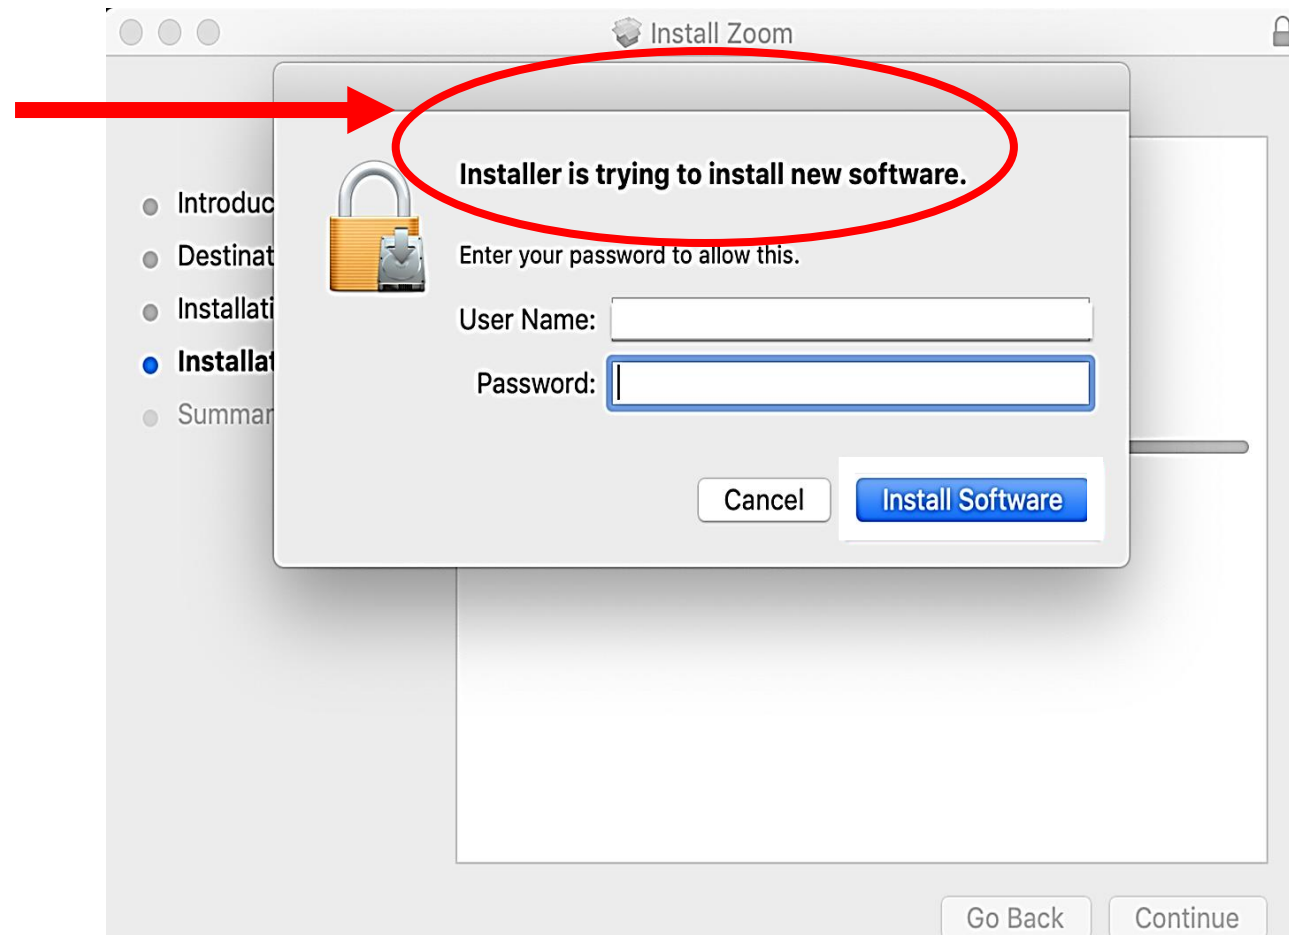 Install Zoom
Installer is trying to install new software.
Enter your password to allow this.
User Name:
Password:
Cancel
Install Software
Introduc
Destinat
Installati
Installat
Summar
Go Back
Continue